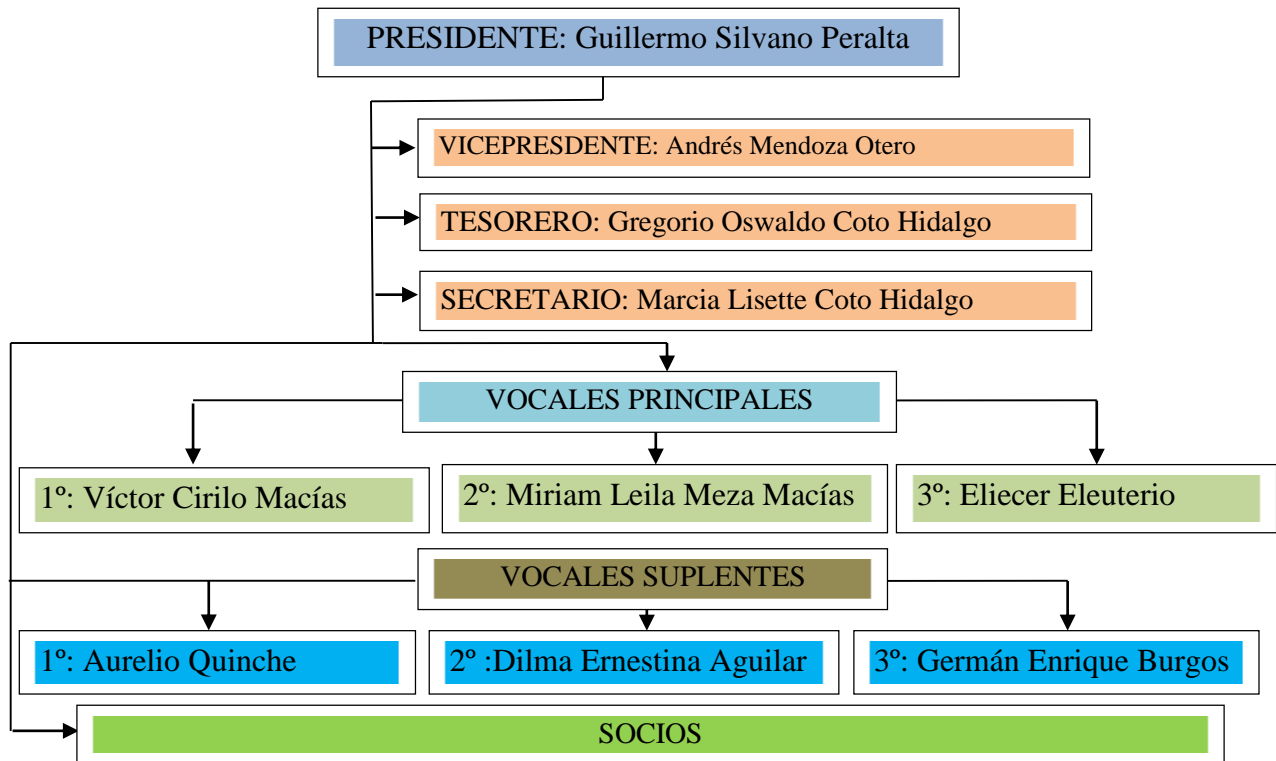 PRESIDENTE: Guillermo Silvano Peralta
VICEPRESDENTE: Andrés Mendoza Otero
TESORERO: Gregorio Oswaldo Coto Hidalgo
SECRETARIO: Marcia Lisette Coto Hidalgo
VOCALES PRINCIPALES
1º: Víctor Cirilo Macías
2º: Miriam Leila Meza Macías
3º: Eliecer Eleuterio
VOCALES SUPLENTES
1º: Aurelio Quinche
2º :Dilma Ernestina Aguilar
3º: Germán Enrique Burgos
SOCIOS